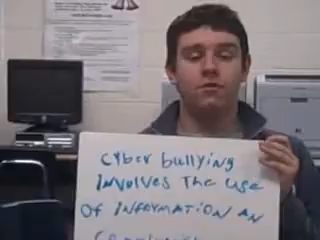 Cyber bullying
Involves The use
Of Information an